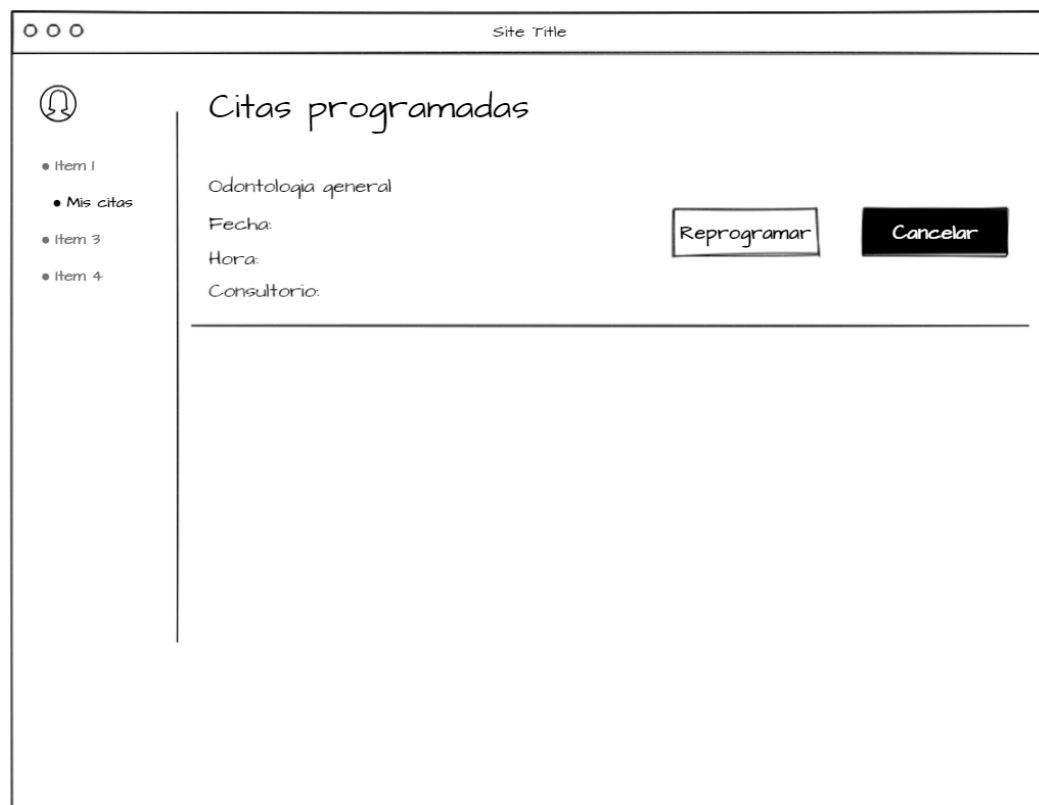 Site Title
Item 1
Mis citas
Item 3
Item 4
Citas programadas
Odontologia general
Fecha:
Hora:
Consultorio:
Reprogramar
Cancelar